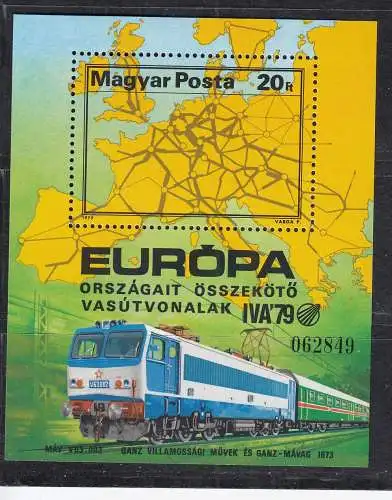 Magyar Posta 20Ft
1979 VARGA P.
EURÓPA
ORSZÁGAIT ÖSSZEKÖTŐ
VASÚTVONALAK IVA'79
062849
MÁV V63-003 GANZ VILLAMOSSÁGI MŰVEK ÉS GANZ-MÁVAG 1973